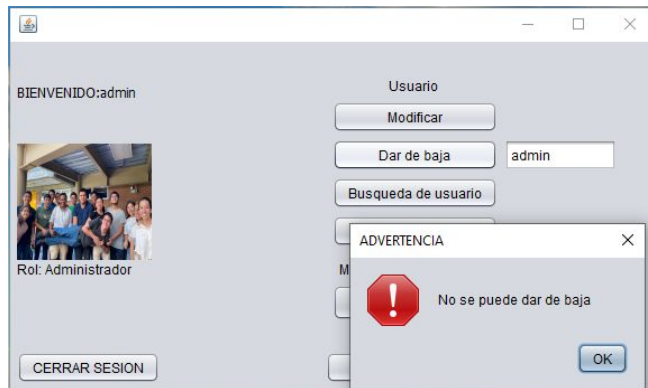 BIENVENIDO:admin
Usuario
Modificar
Dar de baja
admin
Busqueda de usuario
ADVERTENCIA
No se puede dar de baja
OK
Rol: Administrador
M
CERRAR SESION